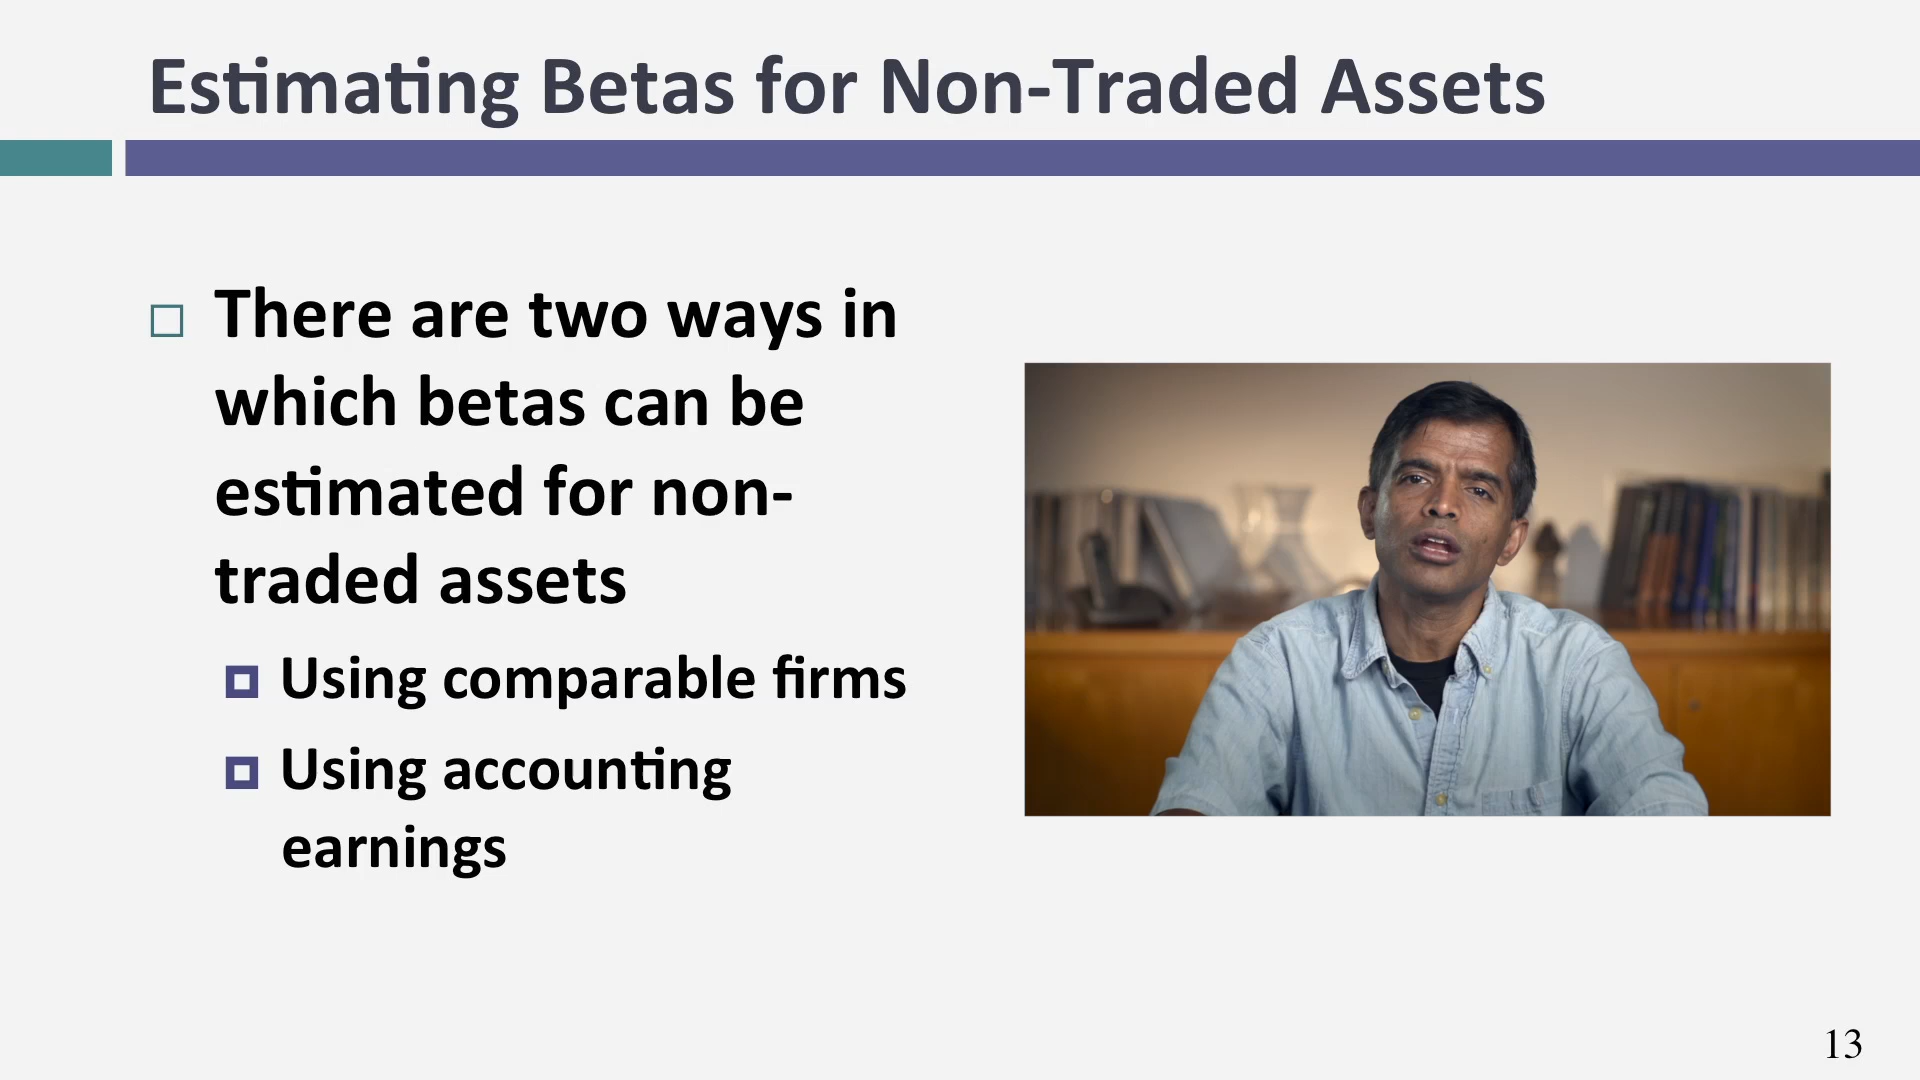 Estimating Betas for Non-Traded Assets
There are two ways in
which betas can be
estimated for non-
traded assets
Using comparable firms
Using accounting
earnings
13